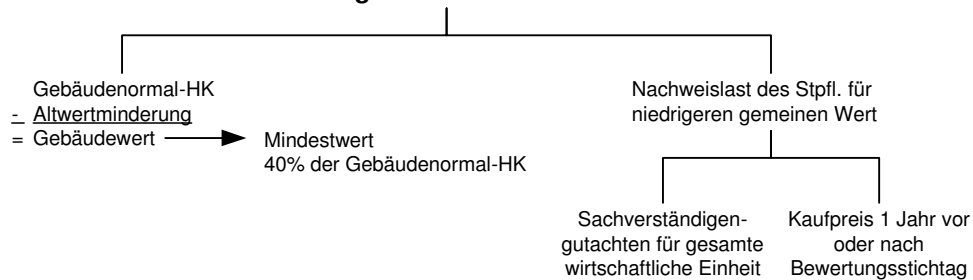 Gebäudenormal-HK
- Altwertminderung
= Gebäudewert
Mindestwert
40% der Gebäudenormal-HK
Nachweislast des Stpfl. für
niedrigeren gemeinen Wert
Sachverständigen-
gutachten für gesamte
wirtschaftliche Einheit
Kaufpreis 1 Jahr vor
oder nach
Bewertungsstichtag